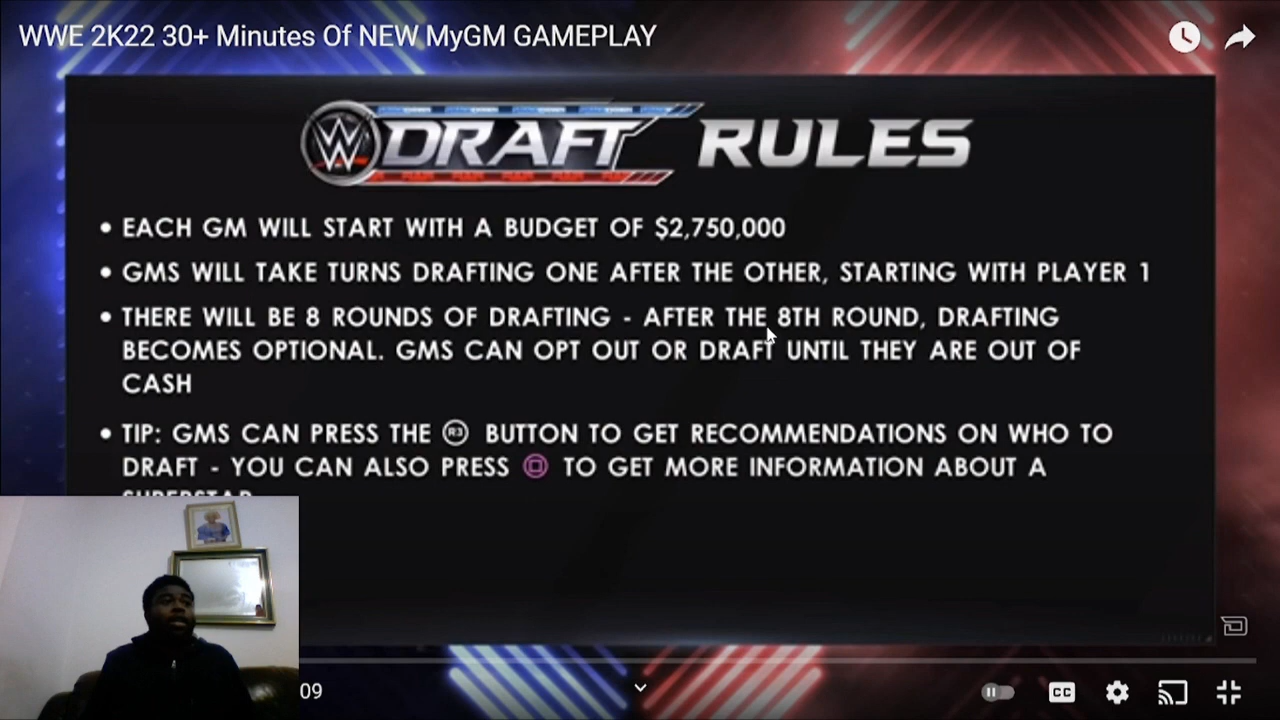 WWE 2K22 30+ Minutes Of NEW MyGM GAMEPLAY
W DRAFT RULES
• EACH GM WILL START WITH A BUDGET OF $2,750,000
• GMS WILL TAKE TURNS DRAFTING ONE AFTER THE OTHER, STARTING WITH PLAYER 1
• THERE WILL BE 8 ROUNDS OF DRAFTING - AFTER THE 8TH ROUND, DRAFTING
BECOMES OPTIONAL. GMS CAN OPT OUT OR DRAFT UNTIL THEY ARE OUT OF
CASH
• TIP: GMS CAN PRESS THE R3 BUTTON TO GET RECOMMENDATIONS ON WHO TO
DRAFT - YOU CAN ALSO PRESS TO GET MORE INFORMATION ABOUT A
SUPERSTAR
09
CC